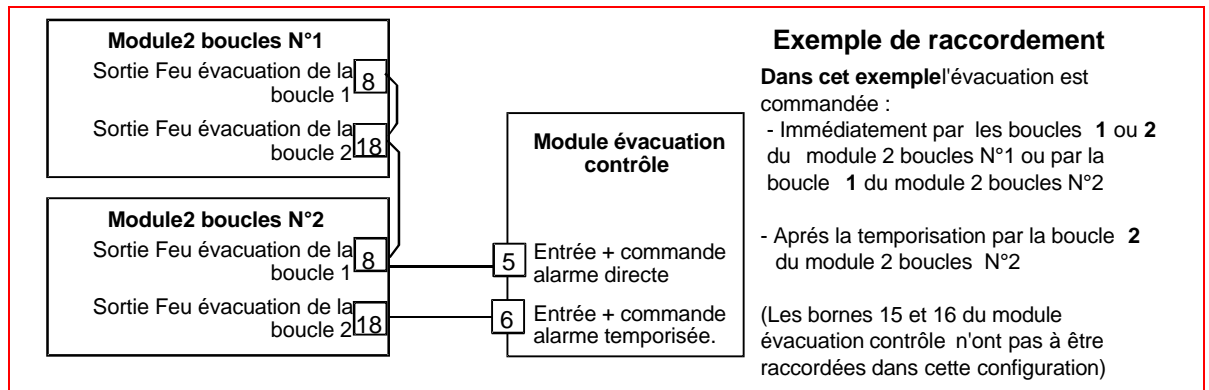 Module2 boucles N°1
Sortie Feu évacuation de la
boucle 1
8
Sortie Feu évacuation de la
boucle 2
18
Module2 boucles N°2
Sortie Feu évacuation de la
boucle 1
8
Sortie Feu évacuation de la
boucle 2
18
Module évacuation
contrôle
5
Entrée + commande
alarme directe
6
Entrée + commande
alarme temporisée.
Exemple de raccordement
Dans cet exemplel'évacuation est
commandée :
- Immédiatement par les boucles 1 ou 2
du module 2 boucles N°1 ou par la
boucle 1 du module 2 boucles N°2
- Aprés la temporisation par la boucle 2
du module 2 boucles N°2
(Les bornes 15 et 16 du module
évacuation contrôle n'ont pas à être
raccordées dans cette configuration)